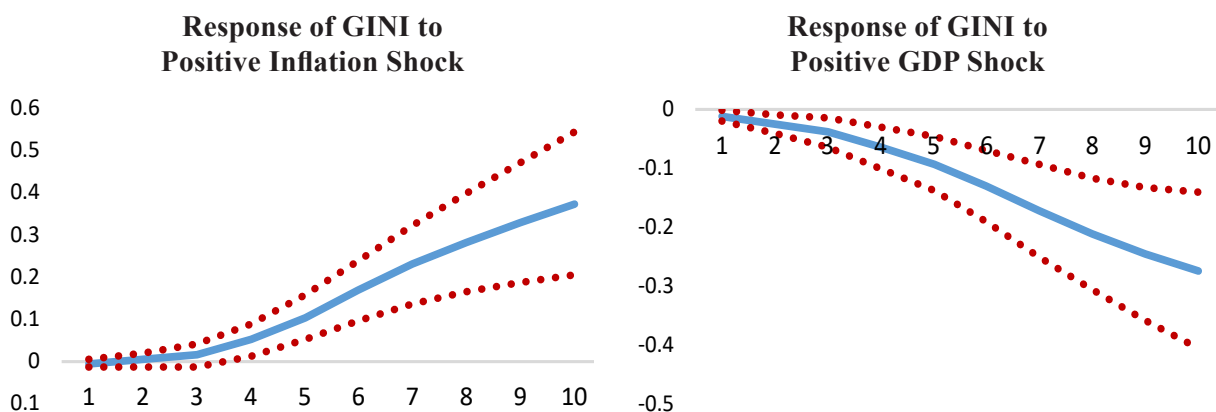 Response of GINI to
Positive Inflation Shock
0.6
0.5
0.4
0.3
0.2
0.1
0
0.1
1 2 3 4 5 6 7 8 9 10
Response of GINI to
Positive GDP Shock
0
1 2 3 4 5 6 7 8 9 10
-0.1
-0.2
-0.3
-0.4
-0.5